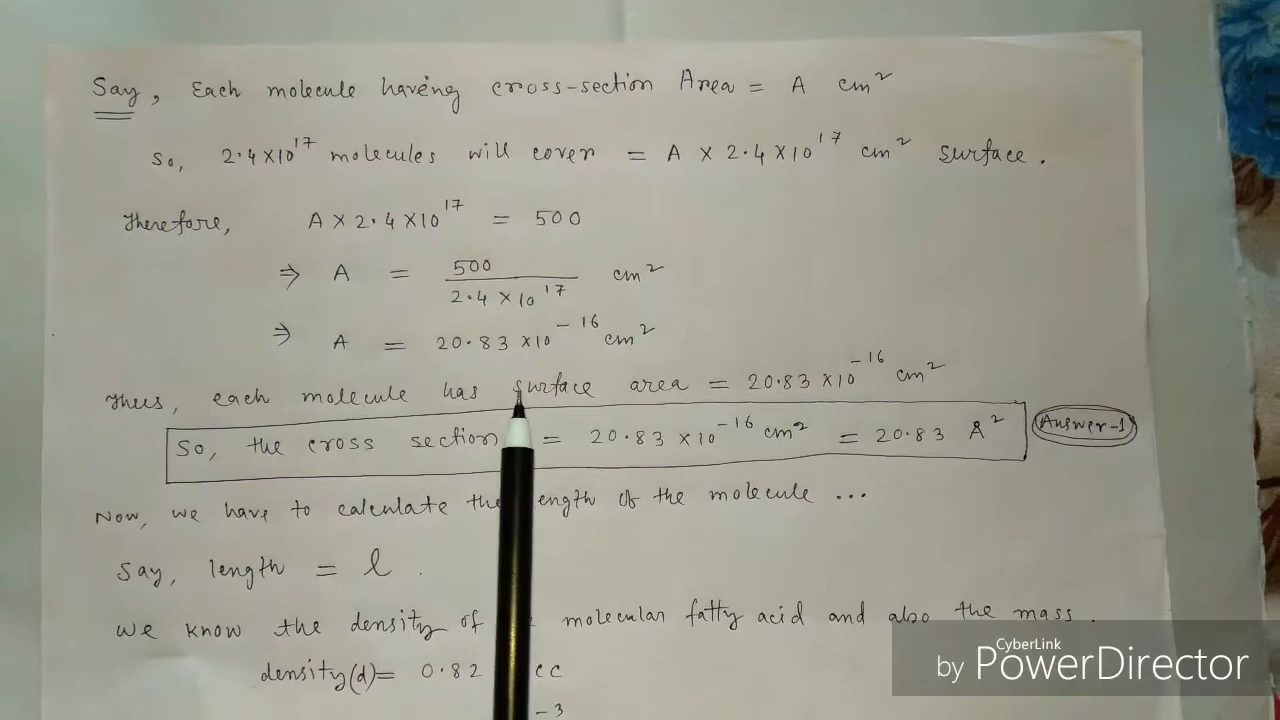 Say, Each molecule having cross-section Area = A cm²
So, 2.4×10¹⁷ molecules will cover = A × 2.4×10¹⁷ cm² surface.
Therefore, A × 2.4×10¹⁷ = 500
⇒ A = 500 / 2.4×10¹⁷ cm²
⇒ A = 20.83×10⁻¹⁶ cm²
Thus, each molecule has surface area = 20.83×10⁻¹⁶ cm²
So, the cross section = 20.83×10⁻¹⁶ cm² = 20.83 Å² Answer-1
Now, we have to calculate length of the molecule ...
Say, length = l.
We know the density of molecular fatty acid and also the mass.
density(d)= 0.82 cc
-3
CyberLink
by PowerDirector